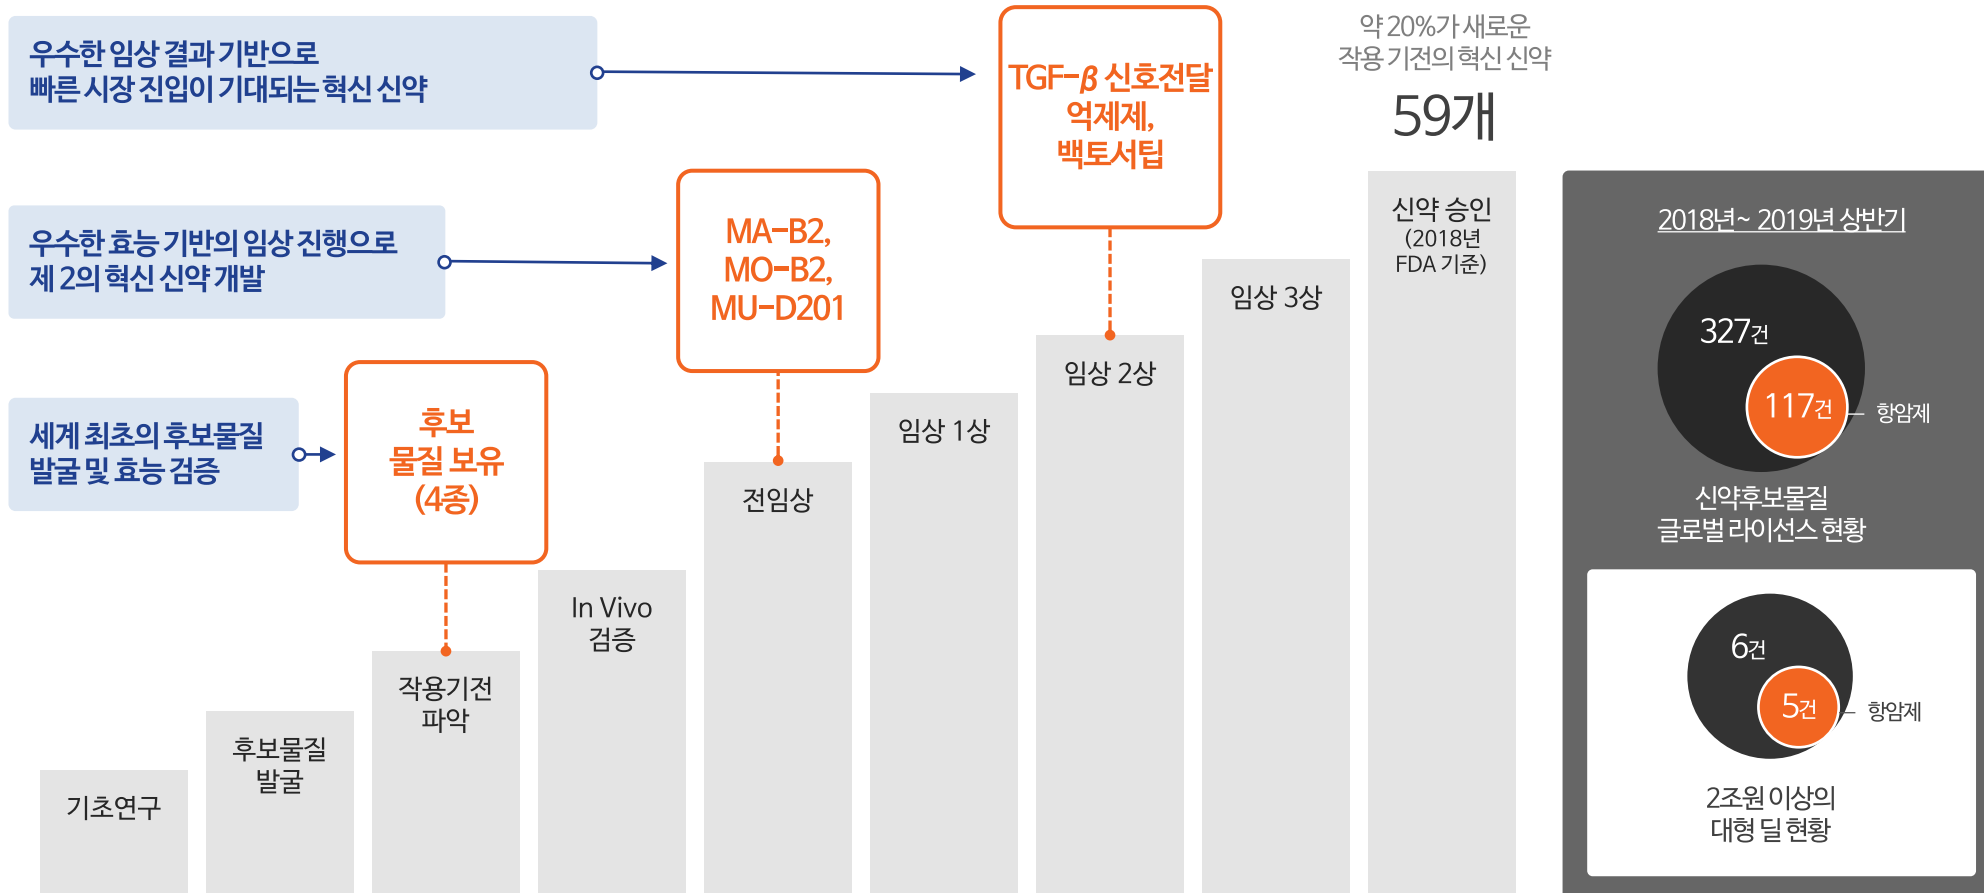 우수한 임상 결과 기반으로
빠른 시장 진입이 기대되는 혁신 신약
TGF-β 신호전달
억제제,
백토서팁
약 20%가 새로운
작용 기전의 혁신 신약
59개
우수한 효능 기반의 임상 진행으로
제 2의 혁신 신약 개발
MA-B2,
MO-B2,
MU-D201
세계 최초의 후보물질
발굴 및 효능 검증
후보
물질 보유
(4종)
기초연구
후보물질
발굴
작용기전
파악
In Vivo
검증
전임상
임상 1상
임상 2상
임상 3상
신약 승인
(2018년
FDA 기준)
2018년~ 2019년 상반기
327건
117건
항암제
신약후보물질
글로벌 라이선스 현황
6건
5건
항암제
2조원 이상의
대형 딜 현황